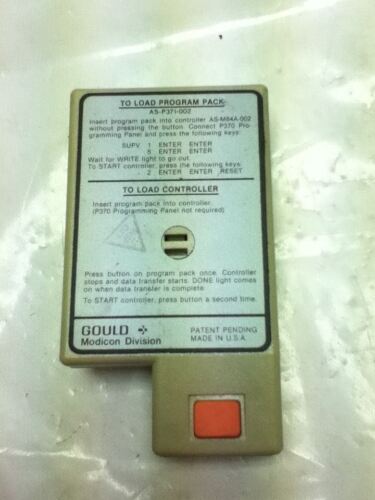 TO LOAD PROGRAM PACK:
AS-P371-002
Insert program pack into controller AS-M84A-002
without pressing the button. Connect P370 Pro
gramming Panel and press the following keys:
SUPV 1 ENTER ENTER
8 ENTER ENTER
Wait for WRITE light to go out.
To START controller, press the following keys:
2 ENTER ENTER RESET
TO LOAD CONTROLLER
Insert program pack into controller.
(P370 Programming Panel not required)
Press button on program pack once. Controller
stops and data transfer starts. DONE light comes
on when data transfer is complete.
To START controller, press button a second time.
GOULD
Modicon Division
PATENT PENDING
MADE IN U.S.A.